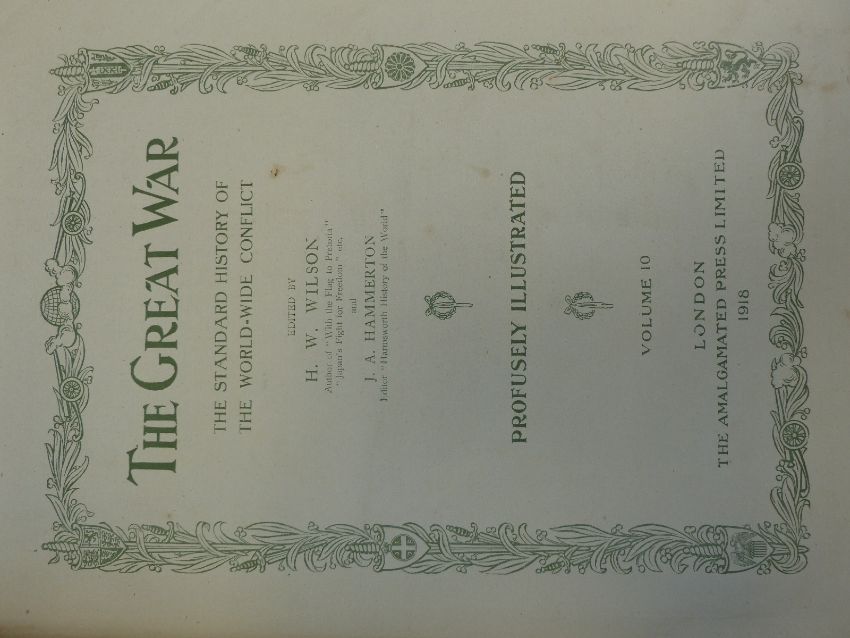 THE GREAT WAR
THE STANDARD HISTORY OF
THE WORLD-WIDE CONFLICT
EDITED BY
H. W. WILSON
Author of "With the Flag to Pretoria"
"Japan's Fight for Freedom" etc.
and
J. A. HAMMERTON
Editor "Harmsworth History of the World"
PROFUSELY ILLUSTRATED
VOLUME 10
LONDON
THE AMALGAMATED PRESS LIMITED
1918